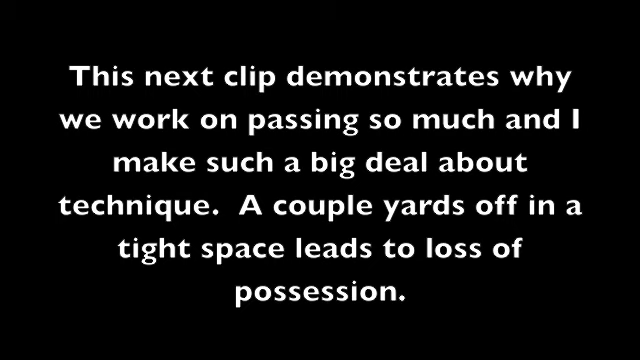 This next clip demonstrates why
we work on passing so much and I
make such a big deal about
technique.  A couple yards off in a
tight space leads to loss of
possession.